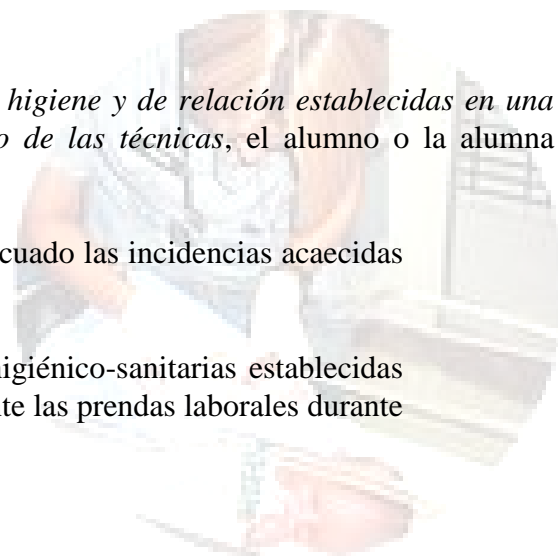 higiene y de relación establecidas en una
o de las técnicas, el alumno o la alumna
cuado las incidencias acaecidas
igiénico-sanitarias establecidas
te las prendas laborales durante